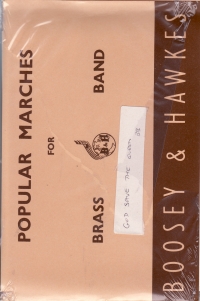 POPULAR MARCHES
FOR
BRASS BAND
B&H
God Save The Queen
BOOSEY & HAWKES